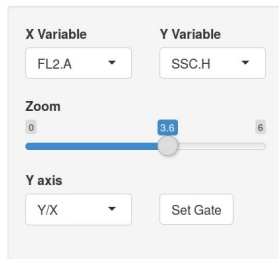 X Variable Y Variable
FL2.A SSC.H
Zoom
0 3.6 6
Y axis
Y/X Set Gate